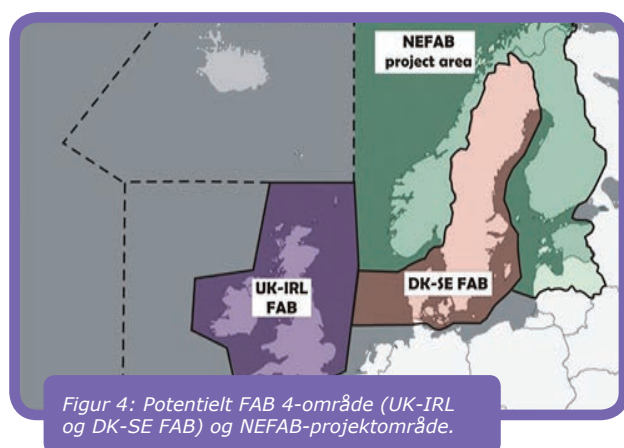 NEFAB
project area
UK-IRL
FAB
DK-SE FAB
Figur 4: Potentielt FAB 4-område (UK-IRL
og DK-SE FAB) og NEFAB-projektområde.